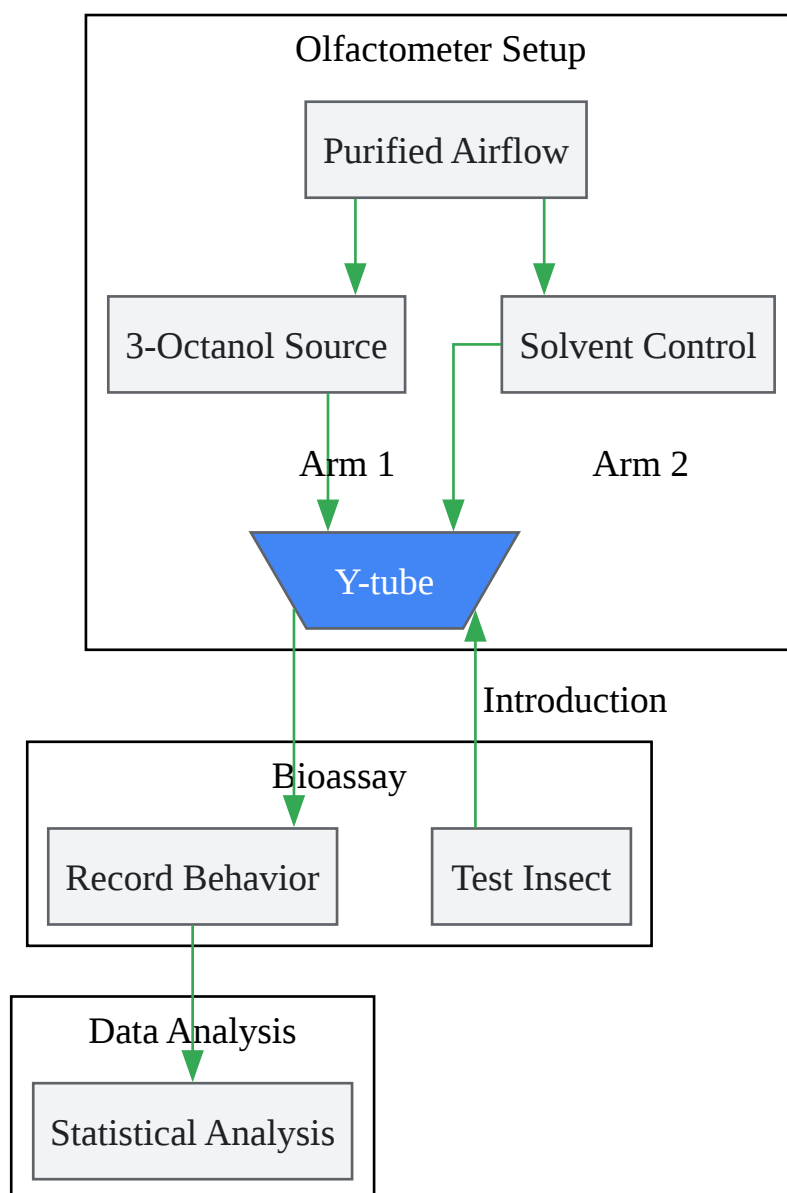 Olfactometer Setup
Purified Airflow
3-Octanol Source
Solvent Control
Arm 1
Arm 2
Y-tube
Introduction
Bioassay
Record Behavior
Test Insect
Data Analysis
Statistical Analysis